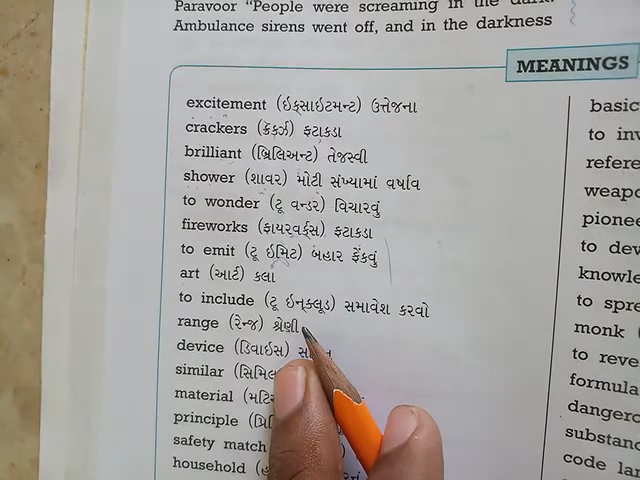 Paravoor "People were screaming in the dark.
Ambulance sirens went off, and in the darkness
MEANINGS
excitement (ઇક્સાઇટમન્ટ) ઉત્તેજના
crackers (ક્રૅકર્ઝ) ફટાકડા
brilliant (બ્રિલિઅન્ટ) તેજસ્વી
shower (શાવર) મોટી સંખ્યામાં વર્ષાવ
to wonder (ટૂ વન્ડર) વિચારવું
fireworks (ફાયરવર્ક્સ) ફટાકડા
to emit (ટૂ ઇમિટ) બહાર ફેંકવું
art (આર્ટ) કલા
to include (ટૂ ઇન્ક્લૂડ) સમાવેશ કરવો
range (રેન્જ) શ્રેણી
device (ડિવાઇસ)
similar
material
principle
safety match
household
basic
to
weapo
pionee
to dev
knowle
to spre
monk
to reve
formula
dangero
substanc
code